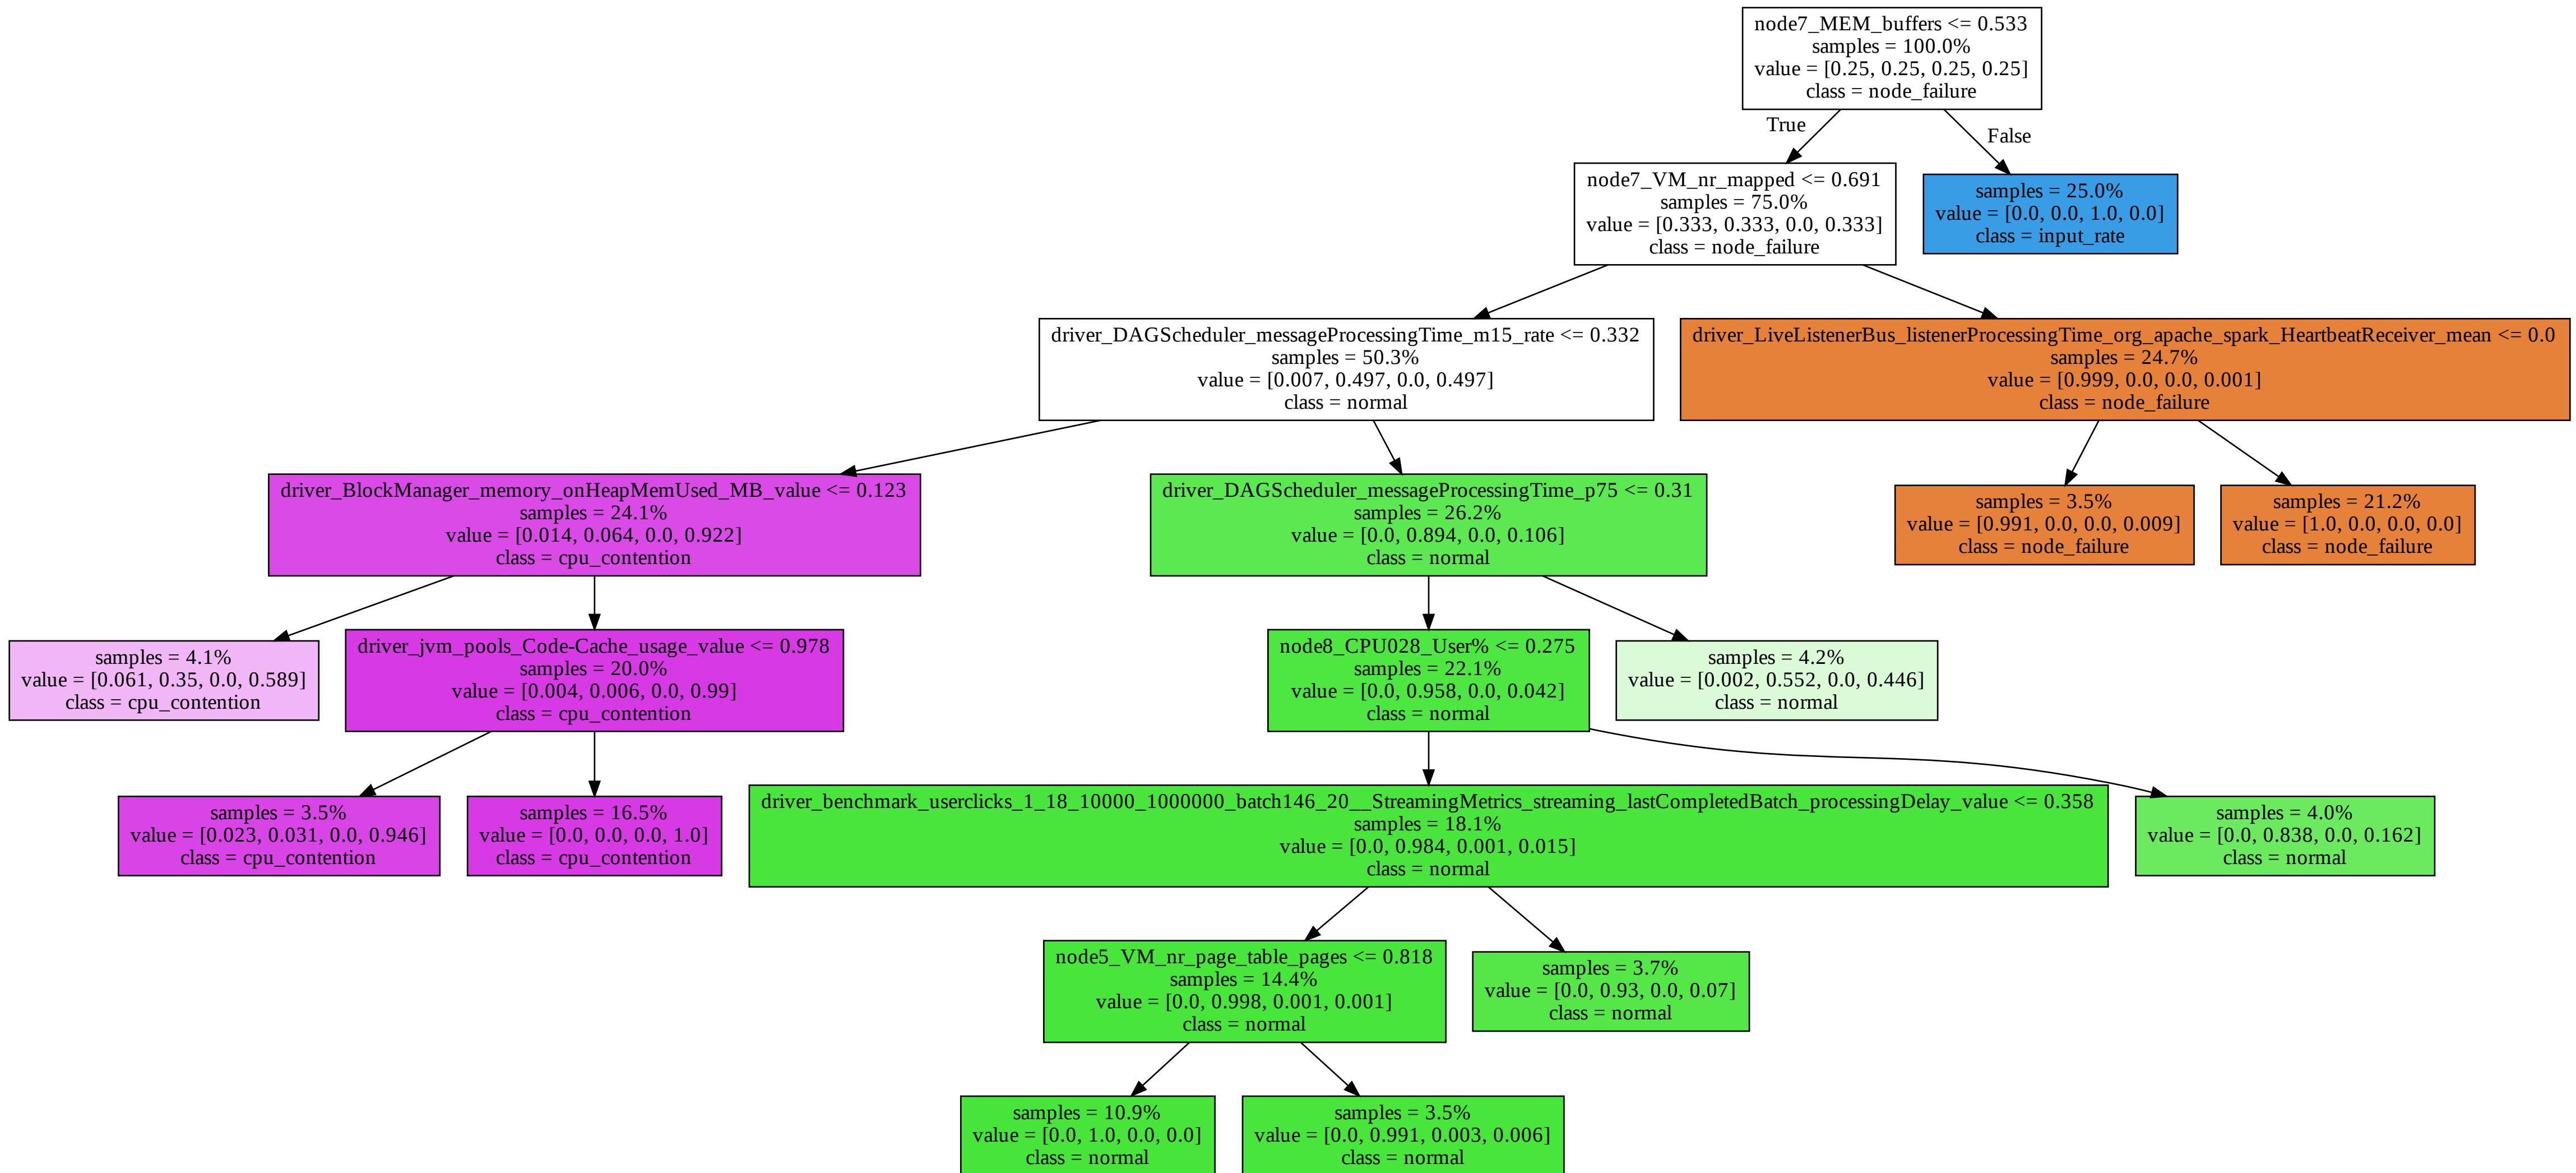 node7_MEM_buffers <= 0.533
samples = 100.0%
value = [0.25, 0.25, 0.25, 0.25]
class = node_failure
True
False
node7_VM_nr_mapped <= 0.691
samples = 75.0%
value = [0.333, 0.333, 0.0, 0.333]
class = node_failure
samples = 25.0%
value = [0.0, 0.0, 1.0, 0.0]
class = input_rate
driver_DAGScheduler_messageProcessingTime_m15_rate <= 0.332
samples = 50.3%
value = [0.007, 0.497, 0.0, 0.497]
class = normal
driver_LiveListenerBus_listenerProcessingTime_org_apache_spark_HeartbeatReceiver_mean <= 0.0
samples = 24.7%
value = [0.999, 0.0, 0.0, 0.001]
class = node_failure
driver_BlockManager_memory_onHeapMemUsed_MB_value <= 0.123
samples = 24.1%
value = [0.014, 0.064, 0.0, 0.922]
class = cpu_contention
driver_DAGScheduler_messageProcessingTime_p75 <= 0.31
samples = 26.2%
value = [0.0, 0.894, 0.0, 0.106]
class = normal
samples = 3.5%
value = [0.991, 0.0, 0.0, 0.009]
class = node_failure
samples = 21.2%
value = [1.0, 0.0, 0.0, 0.0]
class = node_failure
samples = 4.1%
value = [0.061, 0.35, 0.0, 0.589]
class = cpu_contention
driver_jvm_pools_Code-Cache_usage_value <= 0.978
samples = 20.0%
value = [0.004, 0.006, 0.0, 0.99]
class = cpu_contention
node8_CPU028_User% <= 0.275
samples = 22.1%
value = [0.0, 0.958, 0.0, 0.042]
class = normal
samples = 4.2%
value = [0.002, 0.552, 0.0, 0.446]
class = normal
samples = 3.5%
value = [0.023, 0.031, 0.0, 0.946]
class = cpu_contention
samples = 16.5%
value = [0.0, 0.0, 0.0, 1.0]
class = cpu_contention
driver_benchmark_userclicks_1_18_10000_1000000_batch146_20__StreamingMetrics_streaming_lastCompletedBatch_processingDelay_value <= 0.358
samples = 18.1%
value = [0.0, 0.984, 0.001, 0.015]
class = normal
samples = 4.0%
value = [0.0, 0.838, 0.0, 0.162]
class = normal
node5_VM_nr_page_table_pages <= 0.818
samples = 14.4%
value = [0.0, 0.998, 0.001, 0.001]
class = normal
samples = 3.7%
value = [0.0, 0.93, 0.0, 0.07]
class = normal
samples = 10.9%
value = [0.0, 1.0, 0.0, 0.0]
class = normal
samples = 3.5%
value = [0.0, 0.991, 0.003, 0.006]
class = normal